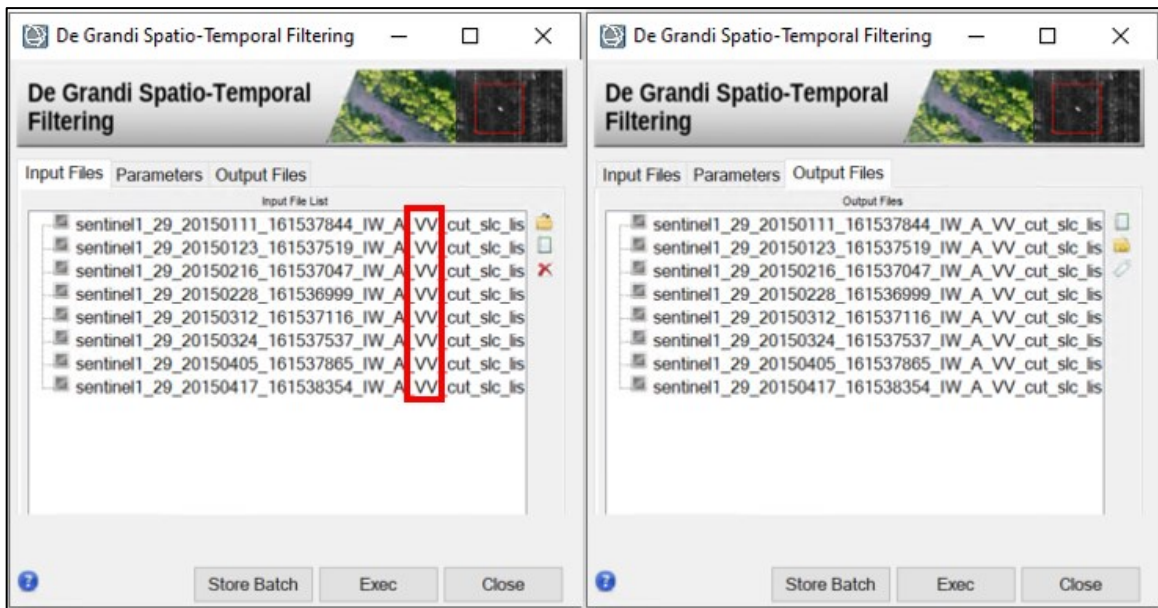 De Grandi Spatio-Temporal Filtering
De Grandi Spatio-Temporal
Filtering
Input Files Parameters Output Files
Input File List
sentinel1_29_20150111_161537844_IW_A_VV_cut_slc_lis
sentinel1_29_20150123_161537519_IW_A_VV_cut_slc_lis
sentinel1_29_20150216_161537047_IW_A_VV_cut_slc_lis
sentinel1_29_20150228_161536999_IW_A_VV_cut_slc_lis
sentinel1_29_20150312_161537116_IW_A_VV_cut_slc_lis
sentinel1_29_20150324_161537537_IW_A_VV_cut_slc_lis
sentinel1_29_20150405_161537865_IW_A_VV_cut_slc_lis
sentinel1_29_20150417_161538354_IW_A_VV_cut_slc_lis
? Store Batch Exec Close
De Grandi Spatio-Temporal Filtering
De Grandi Spatio-Temporal
Filtering
Input Files Parameters Output Files
Output Files
sentinel1_29_20150111_161537844_IW_A_VV_cut_slc_lis
sentinel1_29_20150123_161537519_IW_A_VV_cut_slc_lis
sentinel1_29_20150216_161537047_IW_A_VV_cut_slc_lis
sentinel1_29_20150228_161536999_IW_A_VV_cut_slc_lis
sentinel1_29_20150312_161537116_IW_A_VV_cut_slc_lis
sentinel1_29_20150324_161537537_IW_A_VV_cut_slc_lis
sentinel1_29_20150405_161537865_IW_A_VV_cut_slc_lis
sentinel1_29_20150417_161538354_IW_A_VV_cut_slc_lis
? Store Batch Exec Close